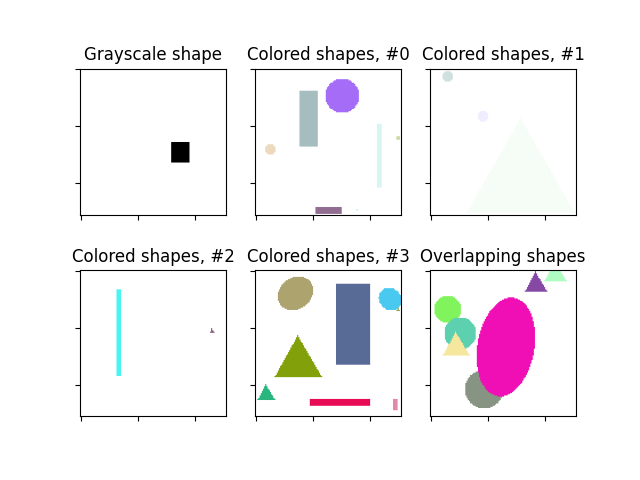 Grayscale shape
Colored shapes, #0
Colored shapes, #1
Colored shapes, #2
Colored shapes, #3
Overlapping shapes